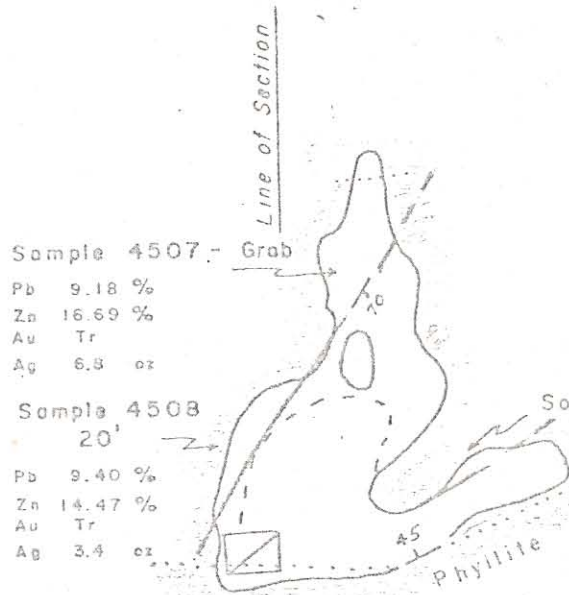 Line of Section
Sample 4507 - Grab
Pb 9.18 %
Zn 16.69 %
Au Tr
Ag 6.8 oz
70
Sample 4508
20'
Pb 9.40 %
Zn 14.47 %
Au Tr
Ag 3.4 oz
So
45
Phyllite